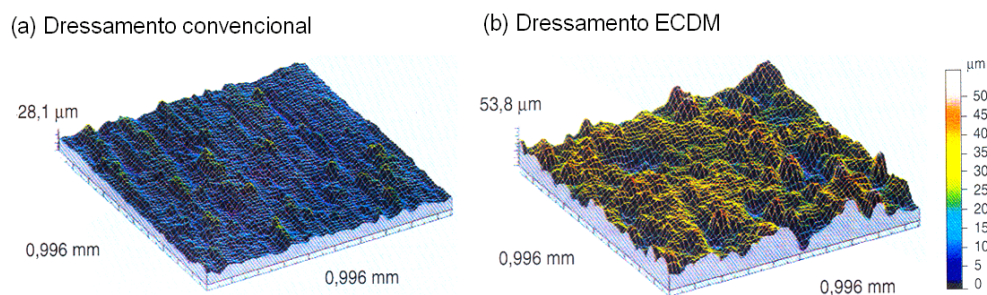 (a) Dressamento convencional
28,1 µm
0,996 mm
0,996 mm
(b) Dressamento ECDM
53,8 µm
0,996 mm
0,996 mm
µm
50
45
40
35
30
25
20
15
10
5
0